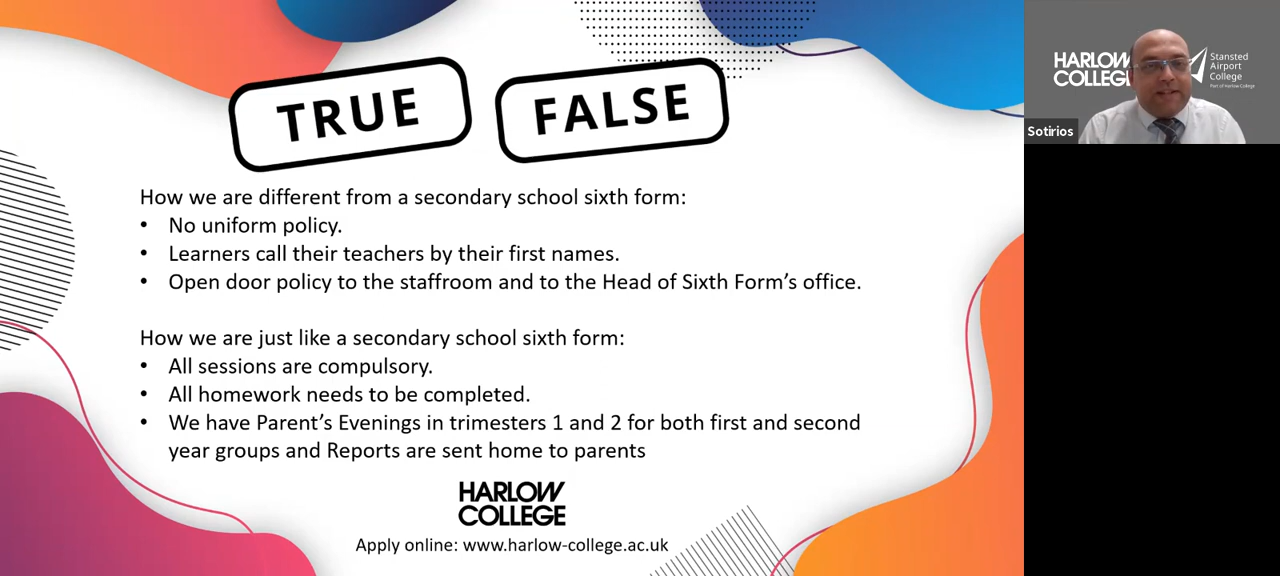 TRUE
FALSE
How we are different from a secondary school sixth form:
• No uniform policy.
• Learners call their teachers by their first names.
• Open door policy to the staffroom and to the Head of Sixth Form’s office.
How we are just like a secondary school sixth form:
• All sessions are compulsory.
• All homework needs to be completed.
• We have Parent’s Evenings in trimesters 1 and 2 for both first and second
year groups and Reports are sent home to parents
HARLOW
COLLEGE
Apply online: www.harlow-college.ac.uk
HARLOW
COLLEGE
Stansted
Airport
College
Part of Harlow College
Sotirios